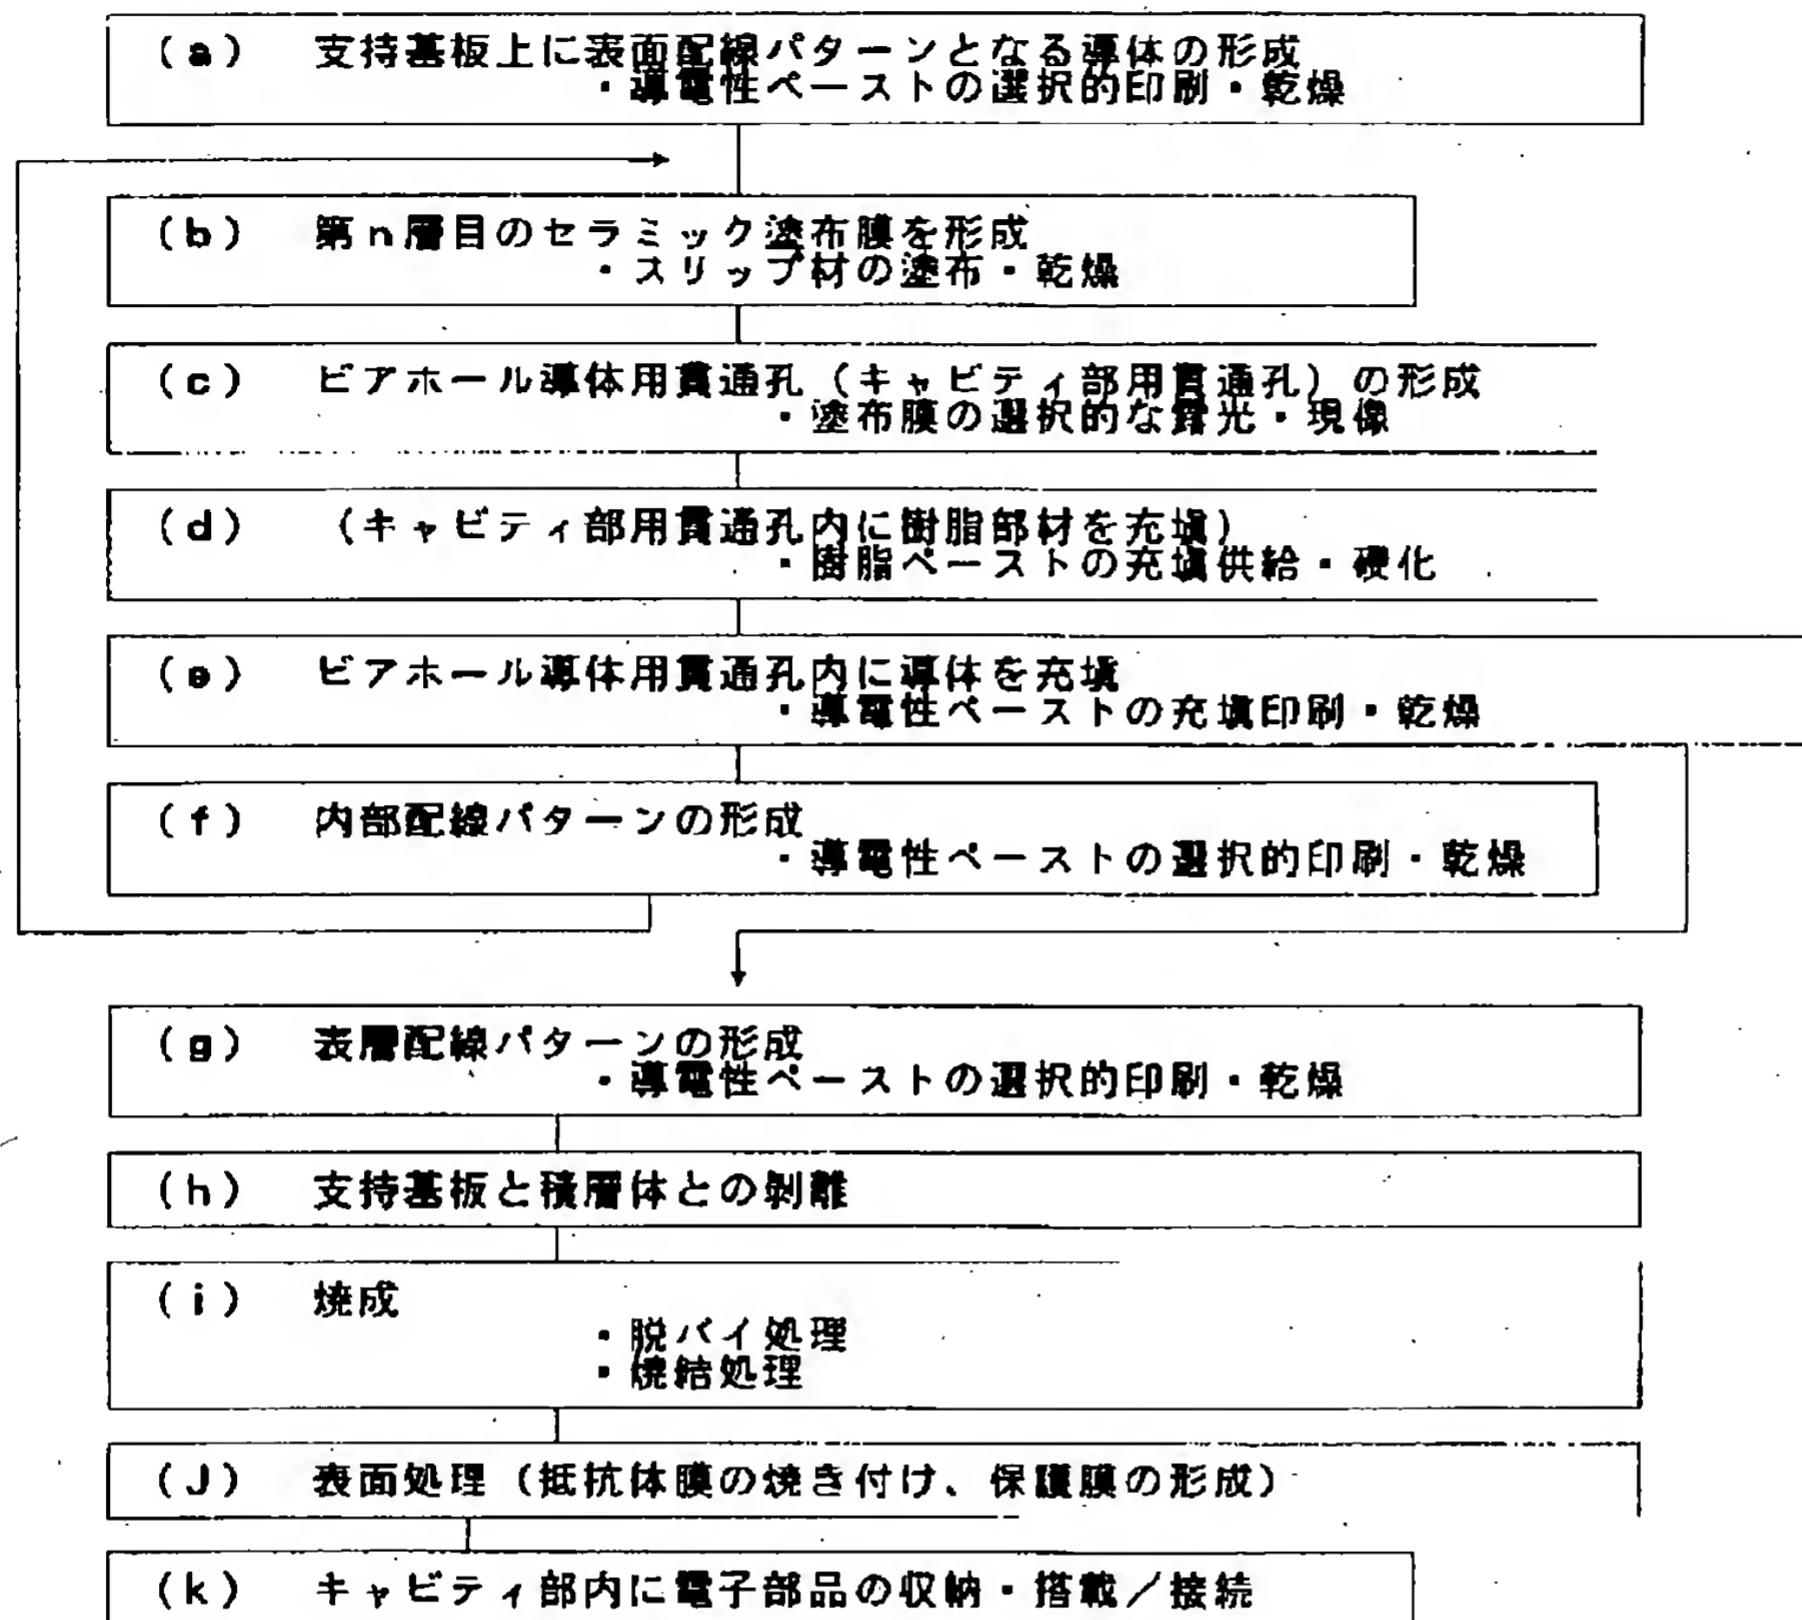 (a) 支持基板上に表面配線パターンとなる導体の形成
・導電性ペーストの選択的印刷・乾燥
(b) 第n層目のセラミック塗布膜を形成
・スリップ材の塗布・乾燥
(c) ビアホール導体用貫通孔(キャビティ部用貫通孔)の形成
・塗布膜の選択的な露光・現像
(d) (キャビティ部用貫通孔内に樹脂部材を充填)
・樹脂ペーストの充填供給・硬化
(e) ビアホール導体用貫通孔内に導体を充填
・導電性ペーストの充填印刷・乾燥
(f) 内部配線パターンの形成
・導電性ペーストの選択的印刷・乾燥
(g) 表層配線パターンの形成
・導電性ペーストの選択的印刷・乾燥
(h) 支持基板と積層体との剥離
(i) 焼成
・脱バイ処理
・焼結処理
(J) 表面処理(抵抗体膜の焼き付け、保護膜の形成)
(k) キャビティ部内に電子部品の収納・搭載/接続